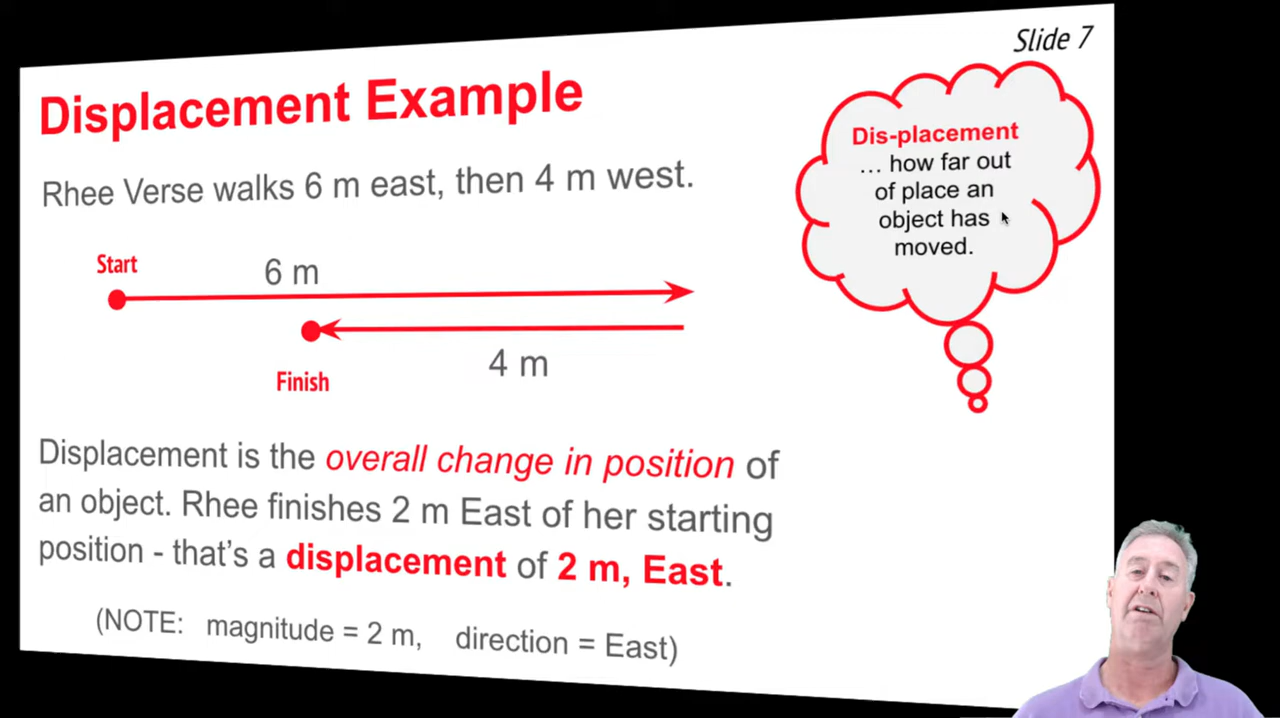 Slide 7
Displacement Example
Rhee Verse walks 6 m east, then 4 m west.
Dis-placement
… how far out
of place an
object has
moved.
Start
6 m
4 m
Finish
Displacement is the overall change in position of
an object. Rhee finishes 2 m East of her starting
position - that's a displacement of 2 m, East.
(NOTE: magnitude = 2 m, direction = East)